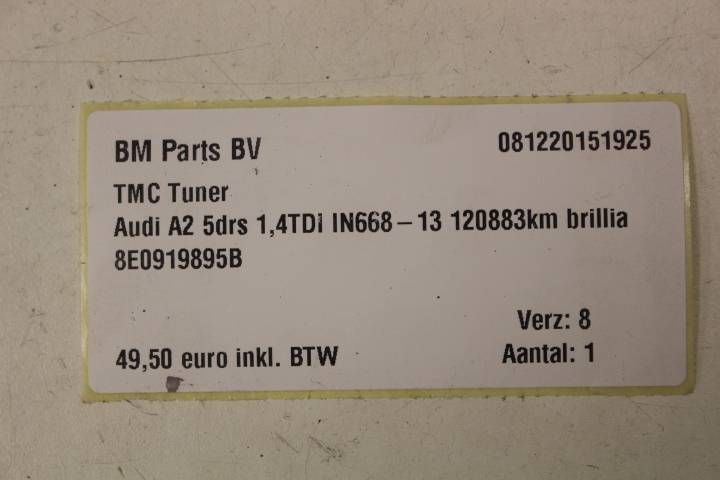 BM Parts BV 081220151925
TMC Tuner
Audi A2 5drs 1,4TDI IN668-13 120883km brillia
8E0919895B
Verz: 8
49,50 euro inkl. BTW Aantal: 1